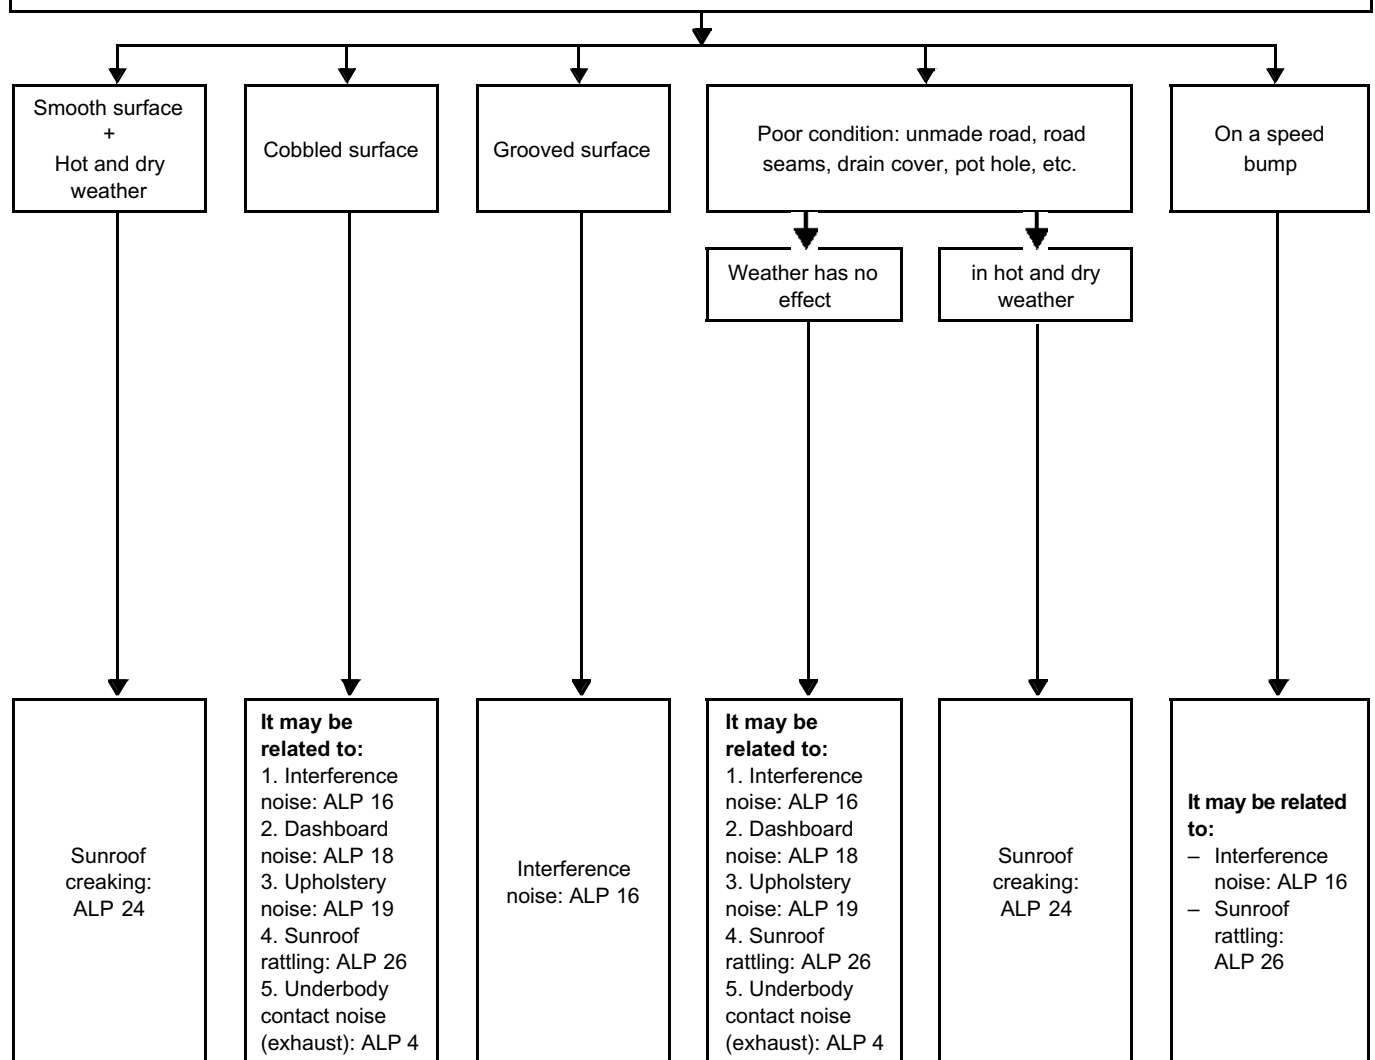 Smooth surface
+
Hot and dry
weather
Cobbled surface
Grooved surface
Poor condition: unmade road, road
seams, drain cover, pot hole, etc.
On a speed
bump
Weather has no
effect
in hot and dry
weather
Sunroof
creaking:
ALP 24
It may be
related to:
1. Interference
noise: ALP 16
2. Dashboard
noise: ALP 18
3. Upholstery
noise: ALP 19
4. Sunroof
rattling: ALP 26
5. Underbody
contact noise
(exhaust): ALP 4
Interference
noise: ALP 16
It may be
related to:
1. Interference
noise: ALP 16
2. Dashboard
noise: ALP 18
3. Upholstery
noise: ALP 19
4. Sunroof
rattling: ALP 26
5. Underbody
contact noise
(exhaust): ALP 4
Sunroof
creaking:
ALP 24
It may be related
to:
– Interference
noise: ALP 16
– Sunroof
rattling:
ALP 26